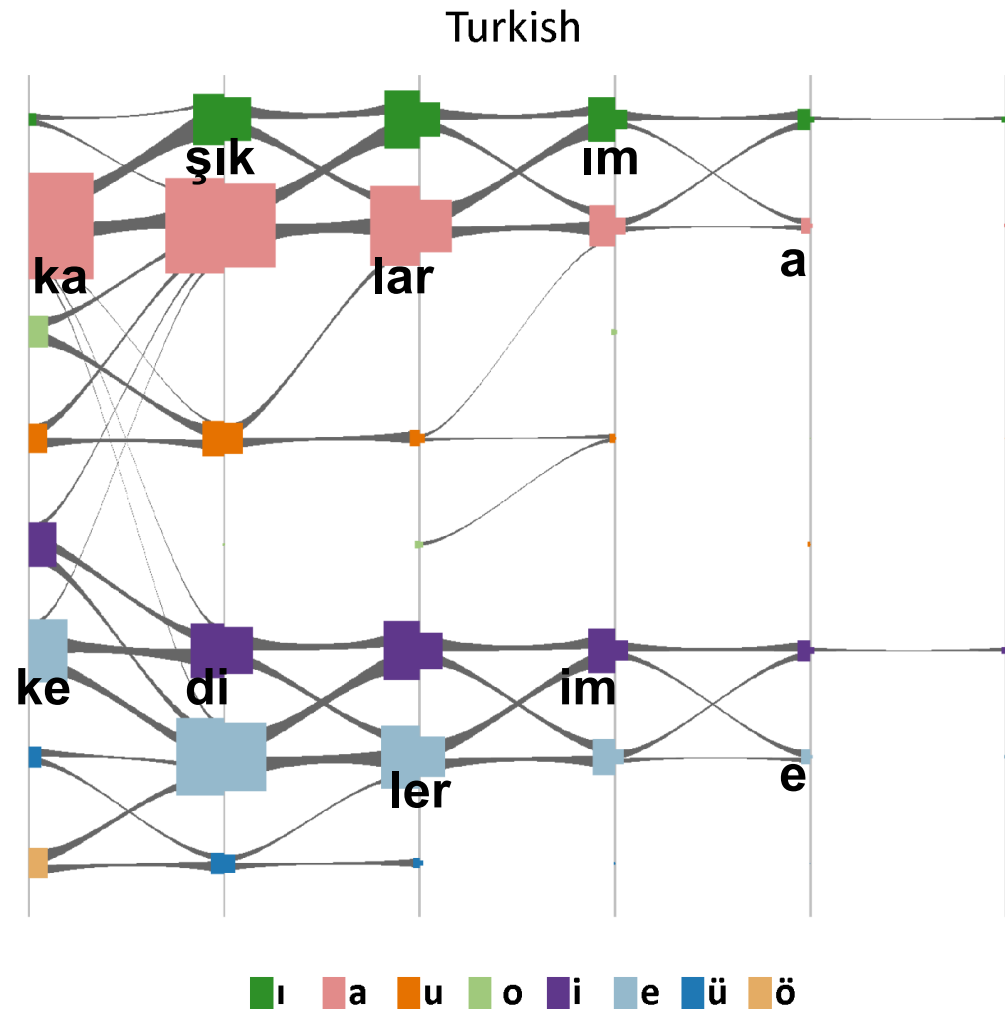 Turkish
şık ım
ka lar a
ke di im
ler e
ı a u o i e ü ö